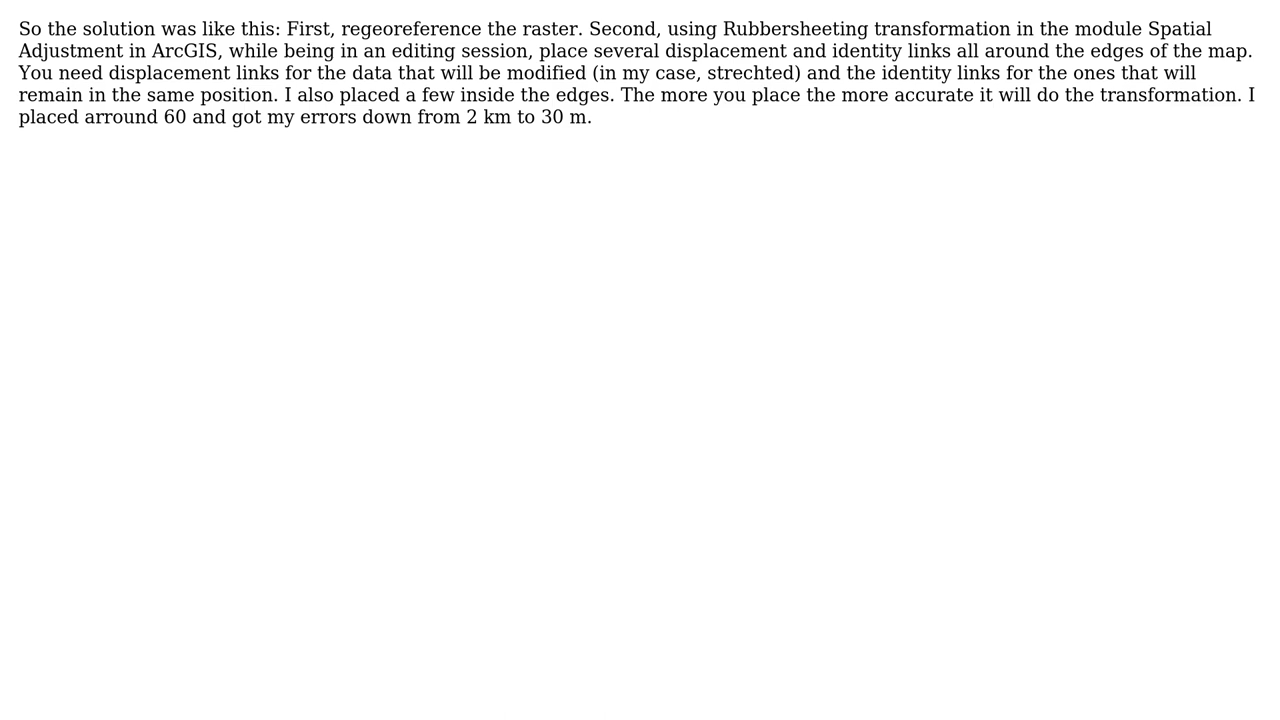 So the solution was like this: First, regeoreference the raster. Second, using Rubbersheeting transformation in the module Spatial
Adjustment in ArcGIS, while being in an editing session, place several displacement and identity links all around the edges of the map.
You need displacement links for the data that will be modified (in my case, strechted) and the identity links for the ones that will
remain in the same position. I also placed a few inside the edges. The more you place the more accurate it will do the transformation. I
placed arround 60 and got my errors down from 2 km to 30 m.